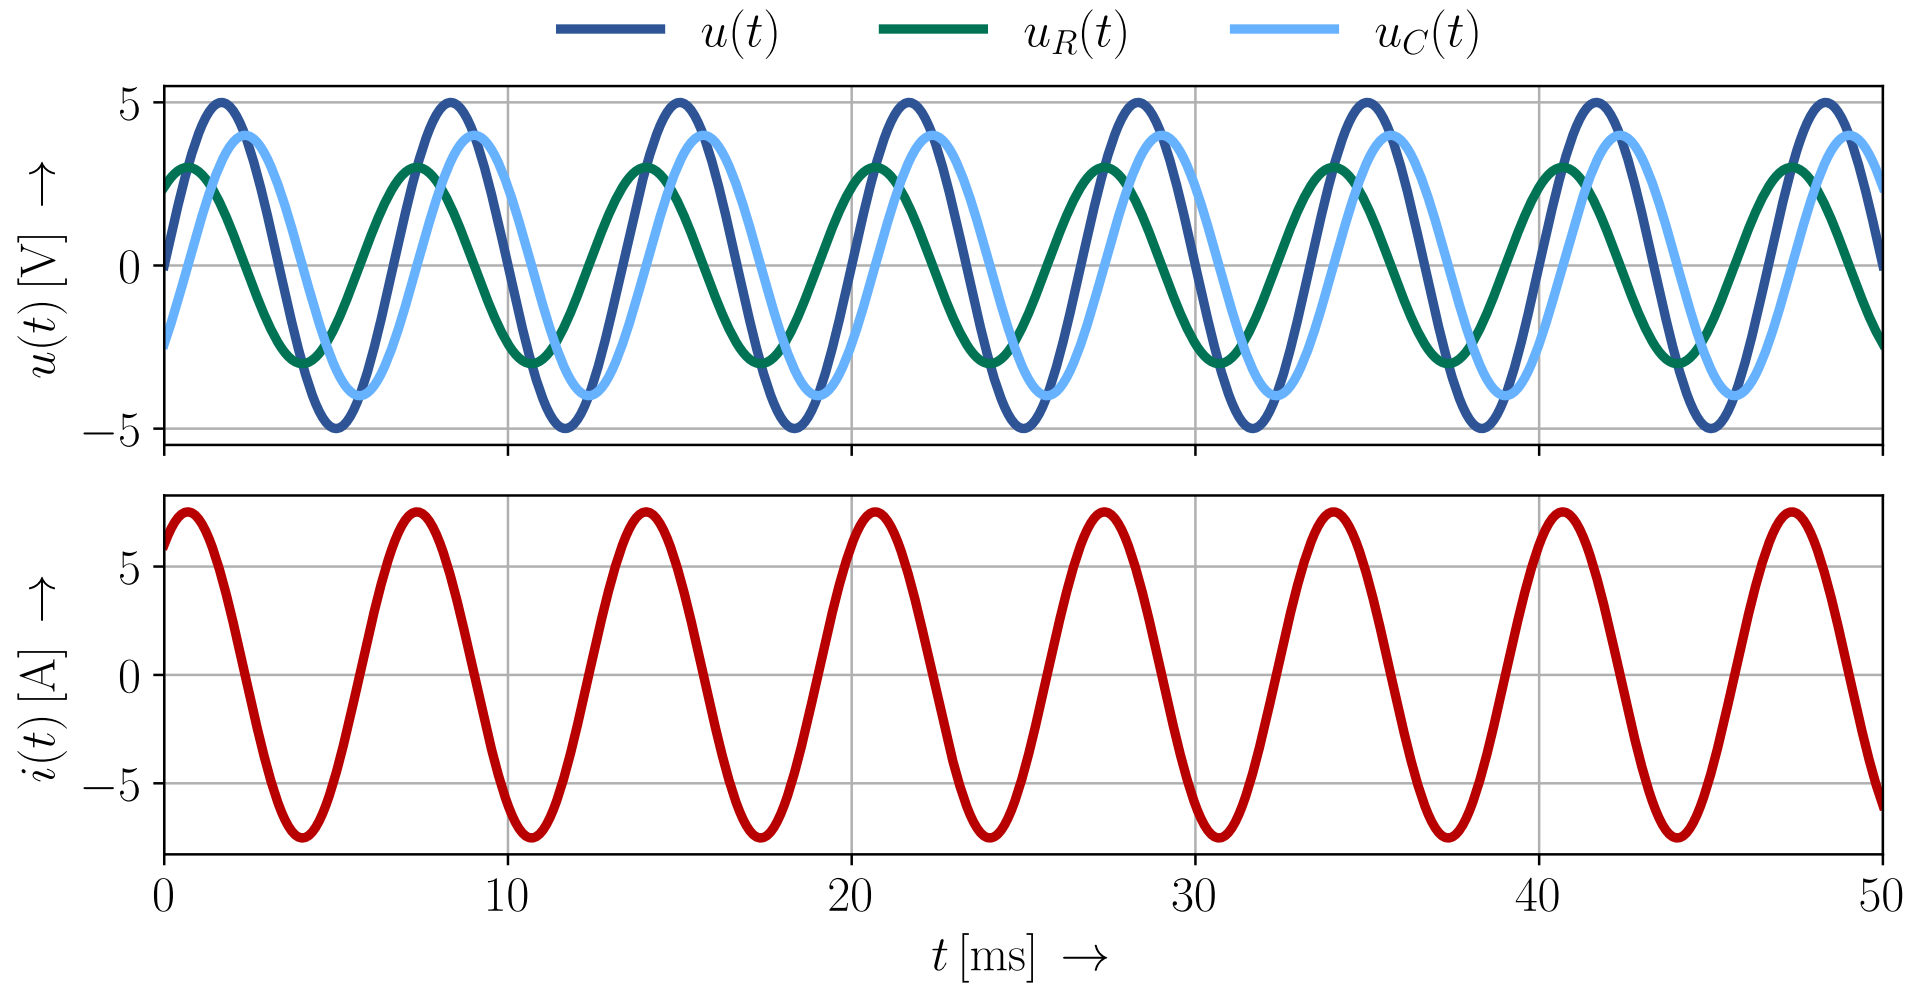 u(t) u_R(t) u_C(t)
u(t) [V] →
5
0
−5
i(t) [A] →
5
0
−5
0 10 20 30 40 50
t [ms] →